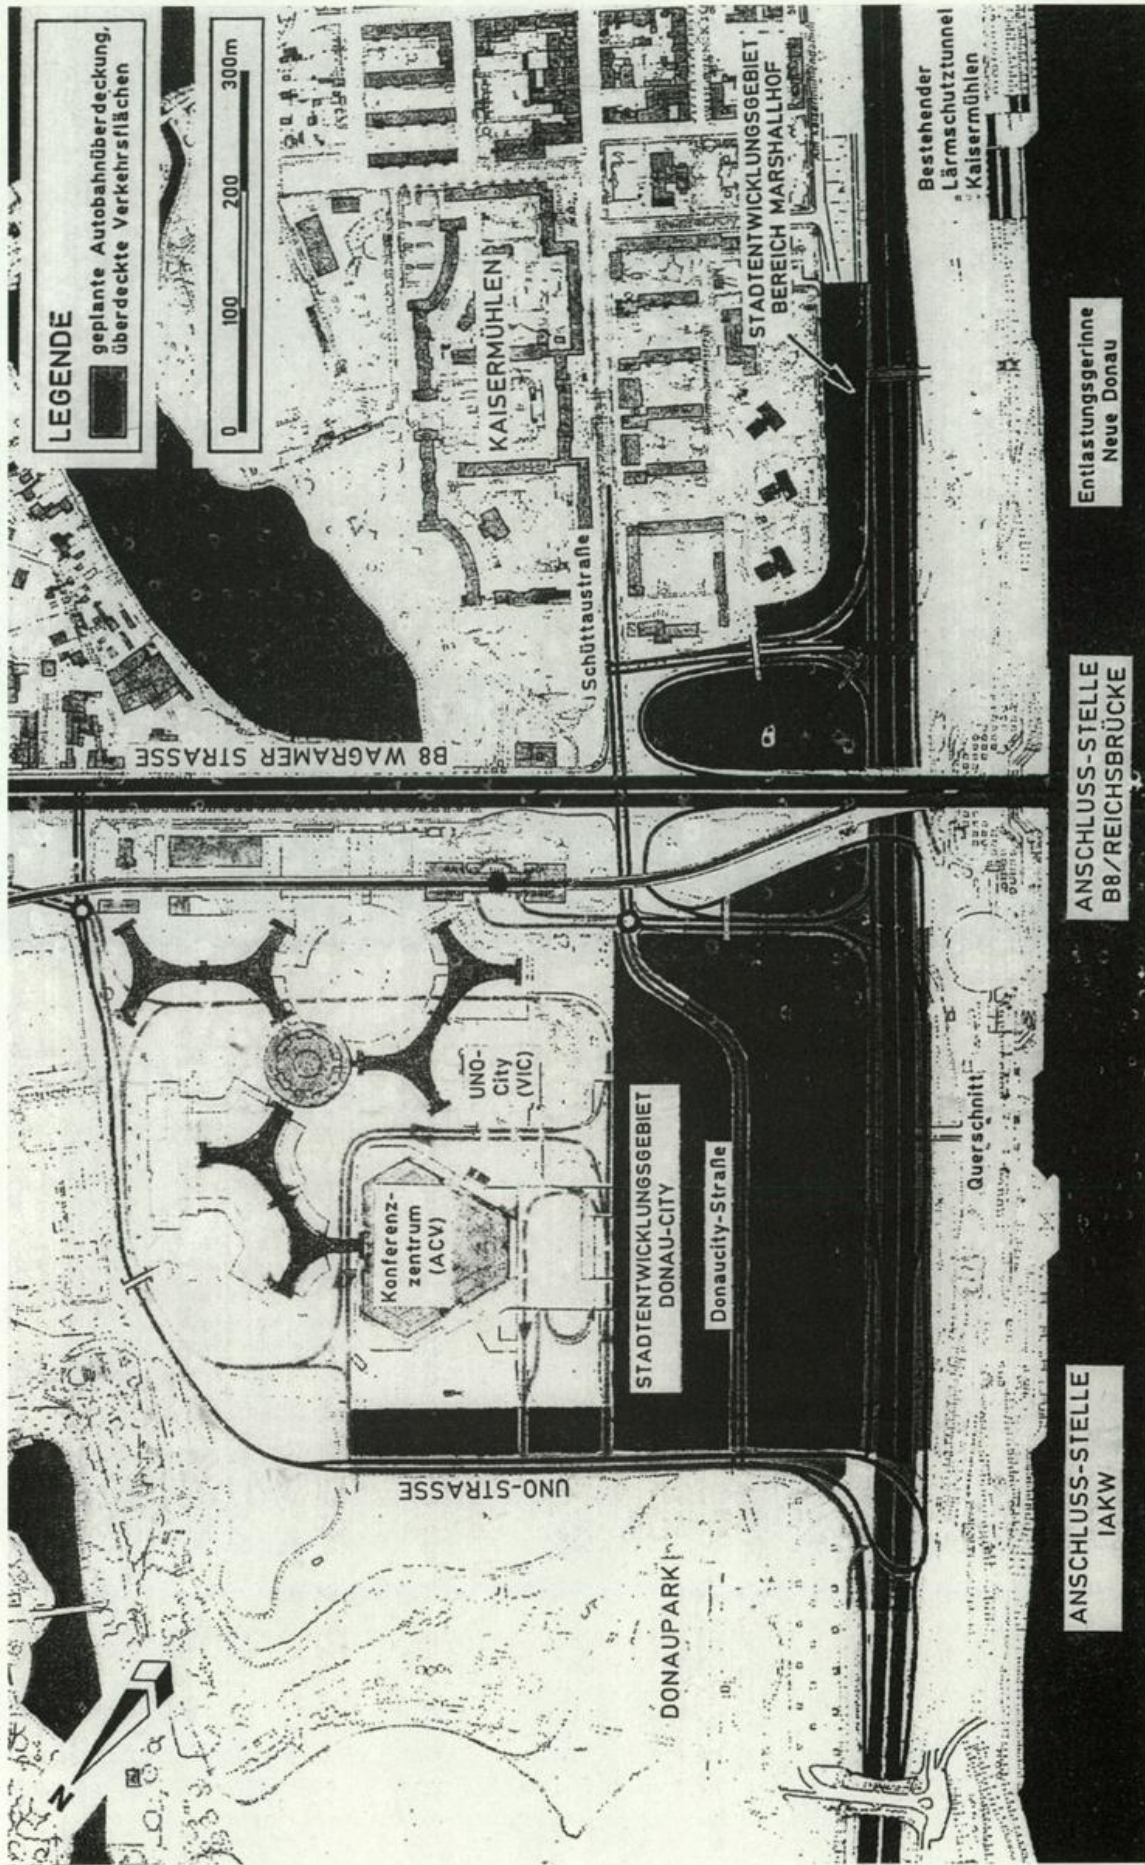 LEGENDE
geplante Autobahnüberdeckung,
überdeckte Verkehrsflächen
0 100 200 300m
N
B8 WAGRAMER STRASSE
KAISERMÜHLEN
Schüttaustraße
STADTENTWICKLUNGSGEBIET
BEREICH MARSHALLHOF
Bestehender
Lärmschutztunnel
Kaisermühlen
UNO-
City
(VIC)
Konferenz-
zentrum
(ACV)
UNO-STRASSE
STADTENTWICKLUNGSGEBIET
DONAU-CITY
Donaucity-Straße
DONAUPARK
Querschnitt
ANSCHLUSS-STELLE
IAKW
ANSCHLUSS-STELLE
B8/REICHSBRÜCKE
Entlastungsgerinne
Neue Donau